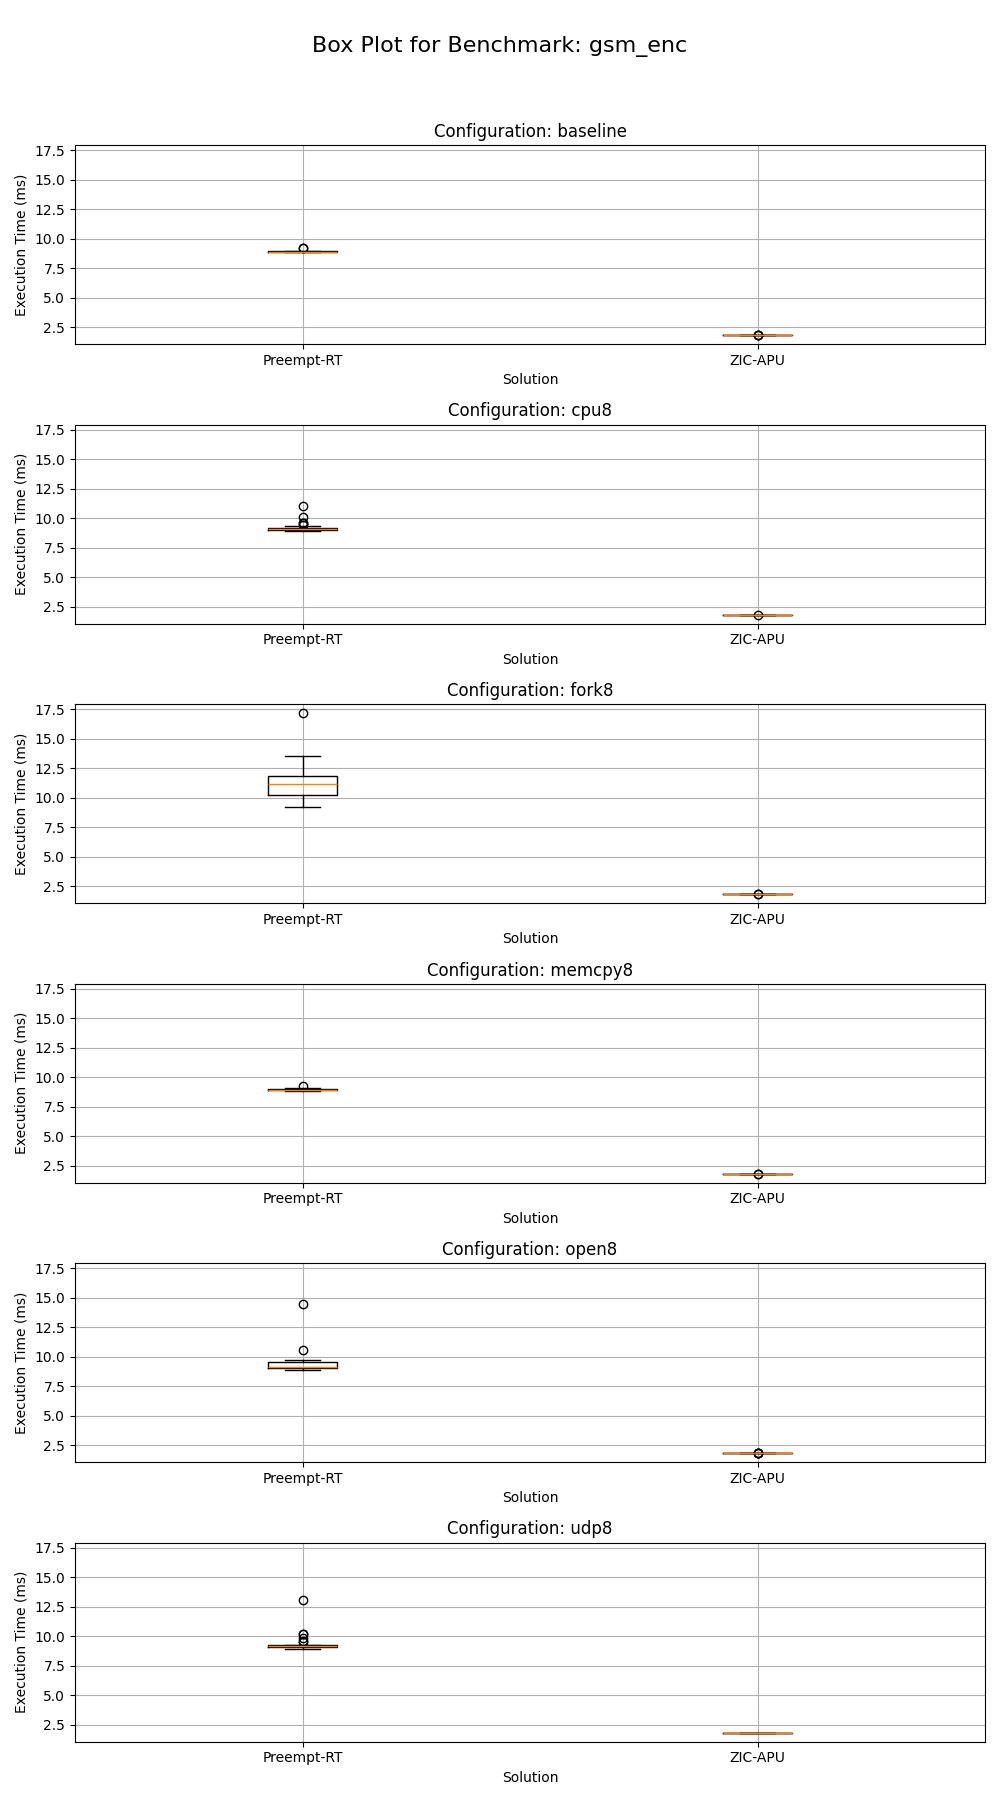 Box Plot for Benchmark: gsm_enc
Configuration: baseline
17.5
15.0
12.5
10.0
7.5
5.0
2.5
Execution Time (ms)
Preempt-RT ZIC-APU
Solution
Configuration: cpu8
17.5
15.0
12.5
10.0
7.5
5.0
2.5
Execution Time (ms)
Preempt-RT ZIC-APU
Solution
Configuration: fork8
17.5
15.0
12.5
10.0
7.5
5.0
2.5
Execution Time (ms)
Preempt-RT ZIC-APU
Solution
Configuration: memcpy8
17.5
15.0
12.5
10.0
7.5
5.0
2.5
Execution Time (ms)
Preempt-RT ZIC-APU
Solution
Configuration: open8
17.5
15.0
12.5
10.0
7.5
5.0
2.5
Execution Time (ms)
Preempt-RT ZIC-APU
Solution
Configuration: udp8
17.5
15.0
12.5
10.0
7.5
5.0
2.5
Execution Time (ms)
Preempt-RT ZIC-APU
Solution